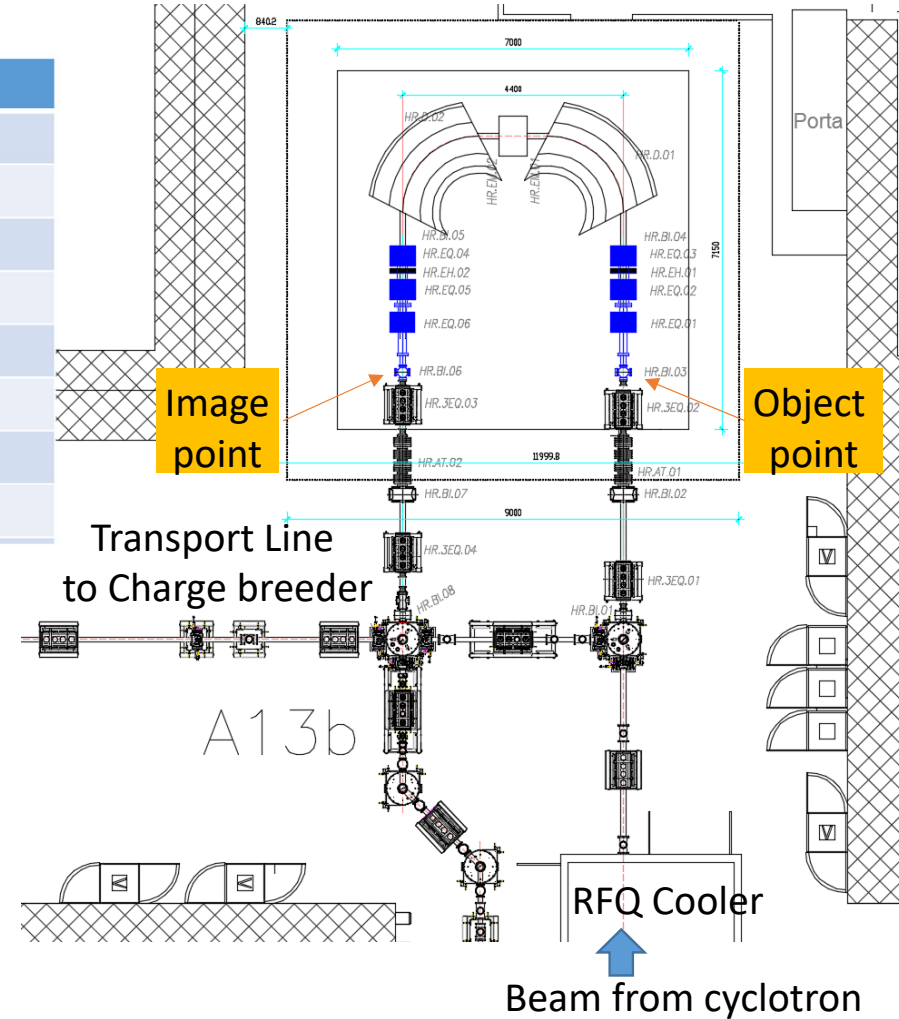 840.2
7000
4400
Porta
HR.D.02
HR.D.01
HR.EM.02
HR.EM.01
HR.BI.05
HR.BI.04
HR.EQ.04
HR.EQ.03
7150
HR.EH.02
HR.EH.01
HR.EQ.05
HR.EQ.02
HR.EQ.06
HR.EQ.01
HR.BI.06
HR.BI.03
Image
point
HR.3EQ.03
HR.3EQ.02
Object
point
11999.8
HR.AT.02
HR.AT.01
HR.BI.07
HR.BI.02
9000
Transport Line
to Charge breeder
HR.3EQ.04
HR.3EQ.01
HR.BI.08
HR.BI.01
A13b
RFQ Cooler
Beam from cyclotron